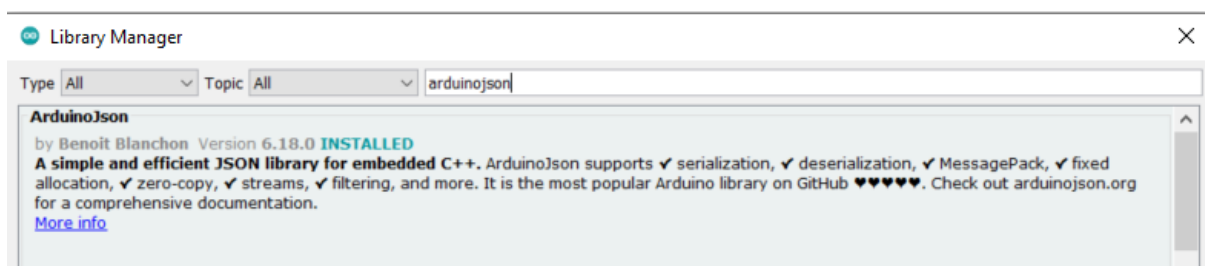 Library Manager
Type All Topic All arduinojson
ArduinoJson
by Benoit Blanchon Version 6.18.0 INSTALLED
A simple and efficient JSON library for embedded C++. ArduinoJson supports ✔ serialization, ✔ deserialization, ✔ MessagePack, ✔ fixed
allocation, ✔ zero-copy, ✔ streams, ✔ filtering, and more. It is the most popular Arduino library on GitHub ♥♥♥♥♥. Check out arduinojson.org
for a comprehensive documentation.
More info